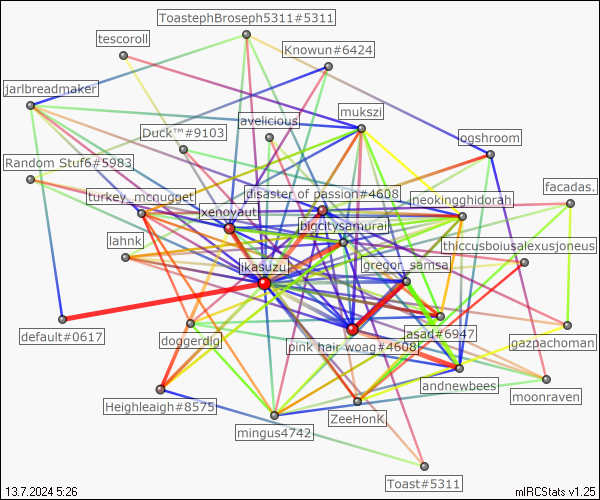 ToastephBroseph5311#5311
tescoroll
Knowun#6424
jarlbreadmaker
avelicious
mukszi
Duck™#9103
ogshroom
Random Stuf6#5983
turkey_mcnugget
disaster of passion#4608
neokingghidorah
facadas.
xenoyaut
bigcitysamurai
lahnk
thiccusboiusalexusjoneus
ikasuzu
gregor_samsa
default#0617
doggerdig
pink hair woag#4608
asad#6947
gazpachoman
andnewbees
moonraven
Heighleigh#8575
mingus4742
ZeeHonK
Toast#5311
13.7.2024 5:26
mIRCStats v1.25